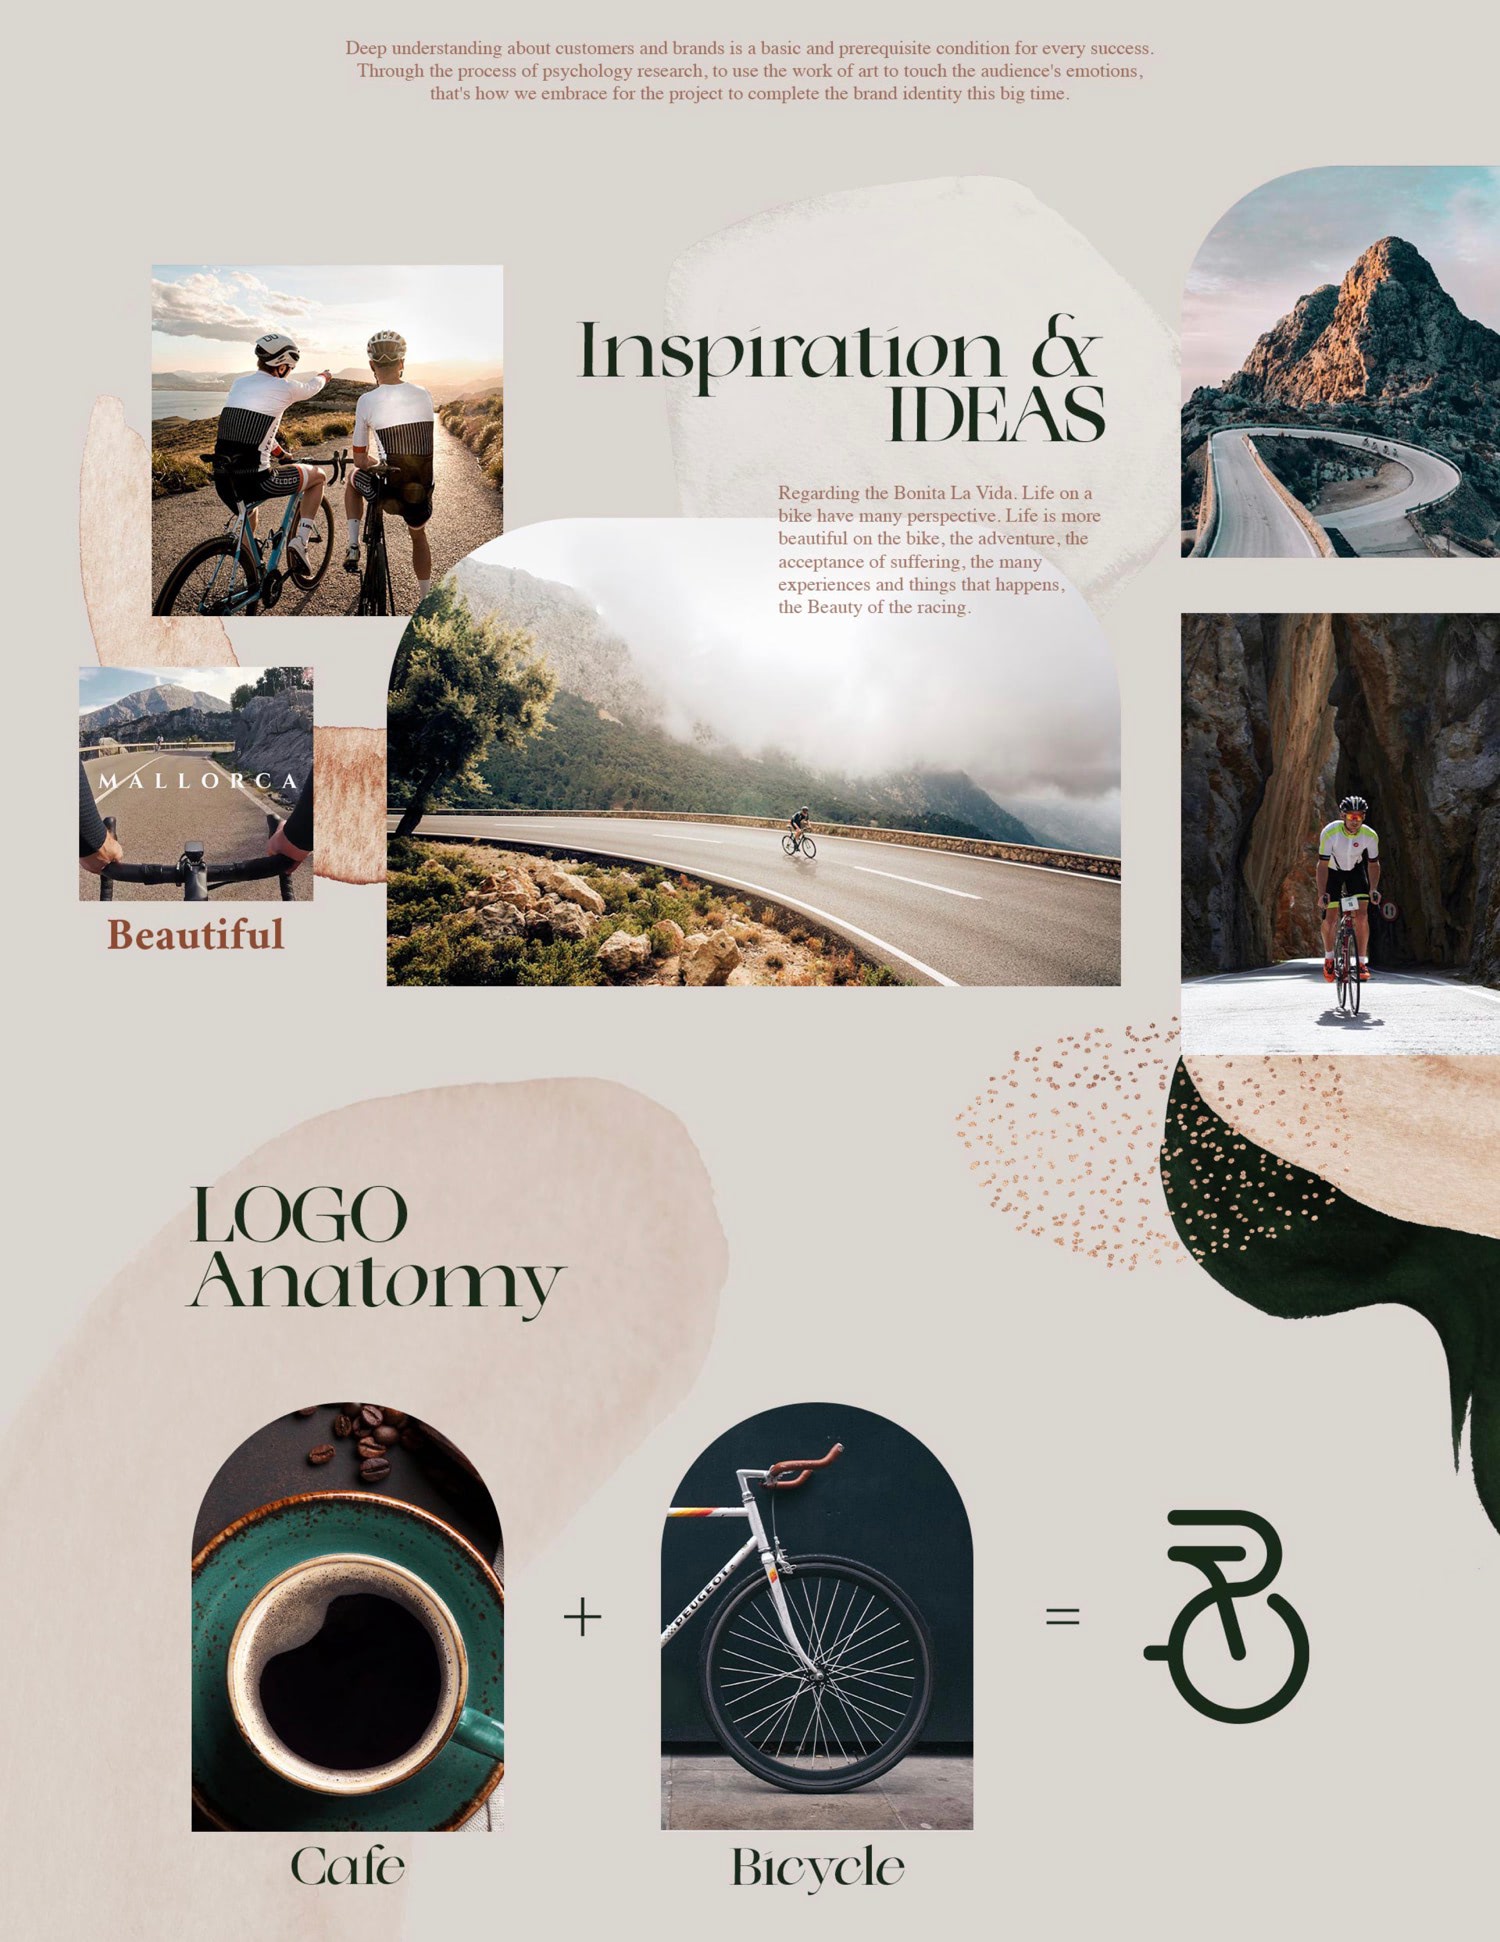 Deep understanding about customers and brands is a basic and prerequisite condition for every success.
Through the process of psychology research, to use the work of art to touch the audience's emotions,
that's how we embrace for the project to complete the brand identity this big time.
Inspiration &
IDEAS
Regarding the Bonita La Vida. Life on a
bike have many perspective. Life is more
beautiful on the bike, the adventure, the
acceptance of suffering, the many
experiences and things that happens,
the Beauty of the racing.
VELOCO
MALLORCA
Beautiful
LOGO
Anatomy
PEUGEOT
+
=
Cafe
Bicycle